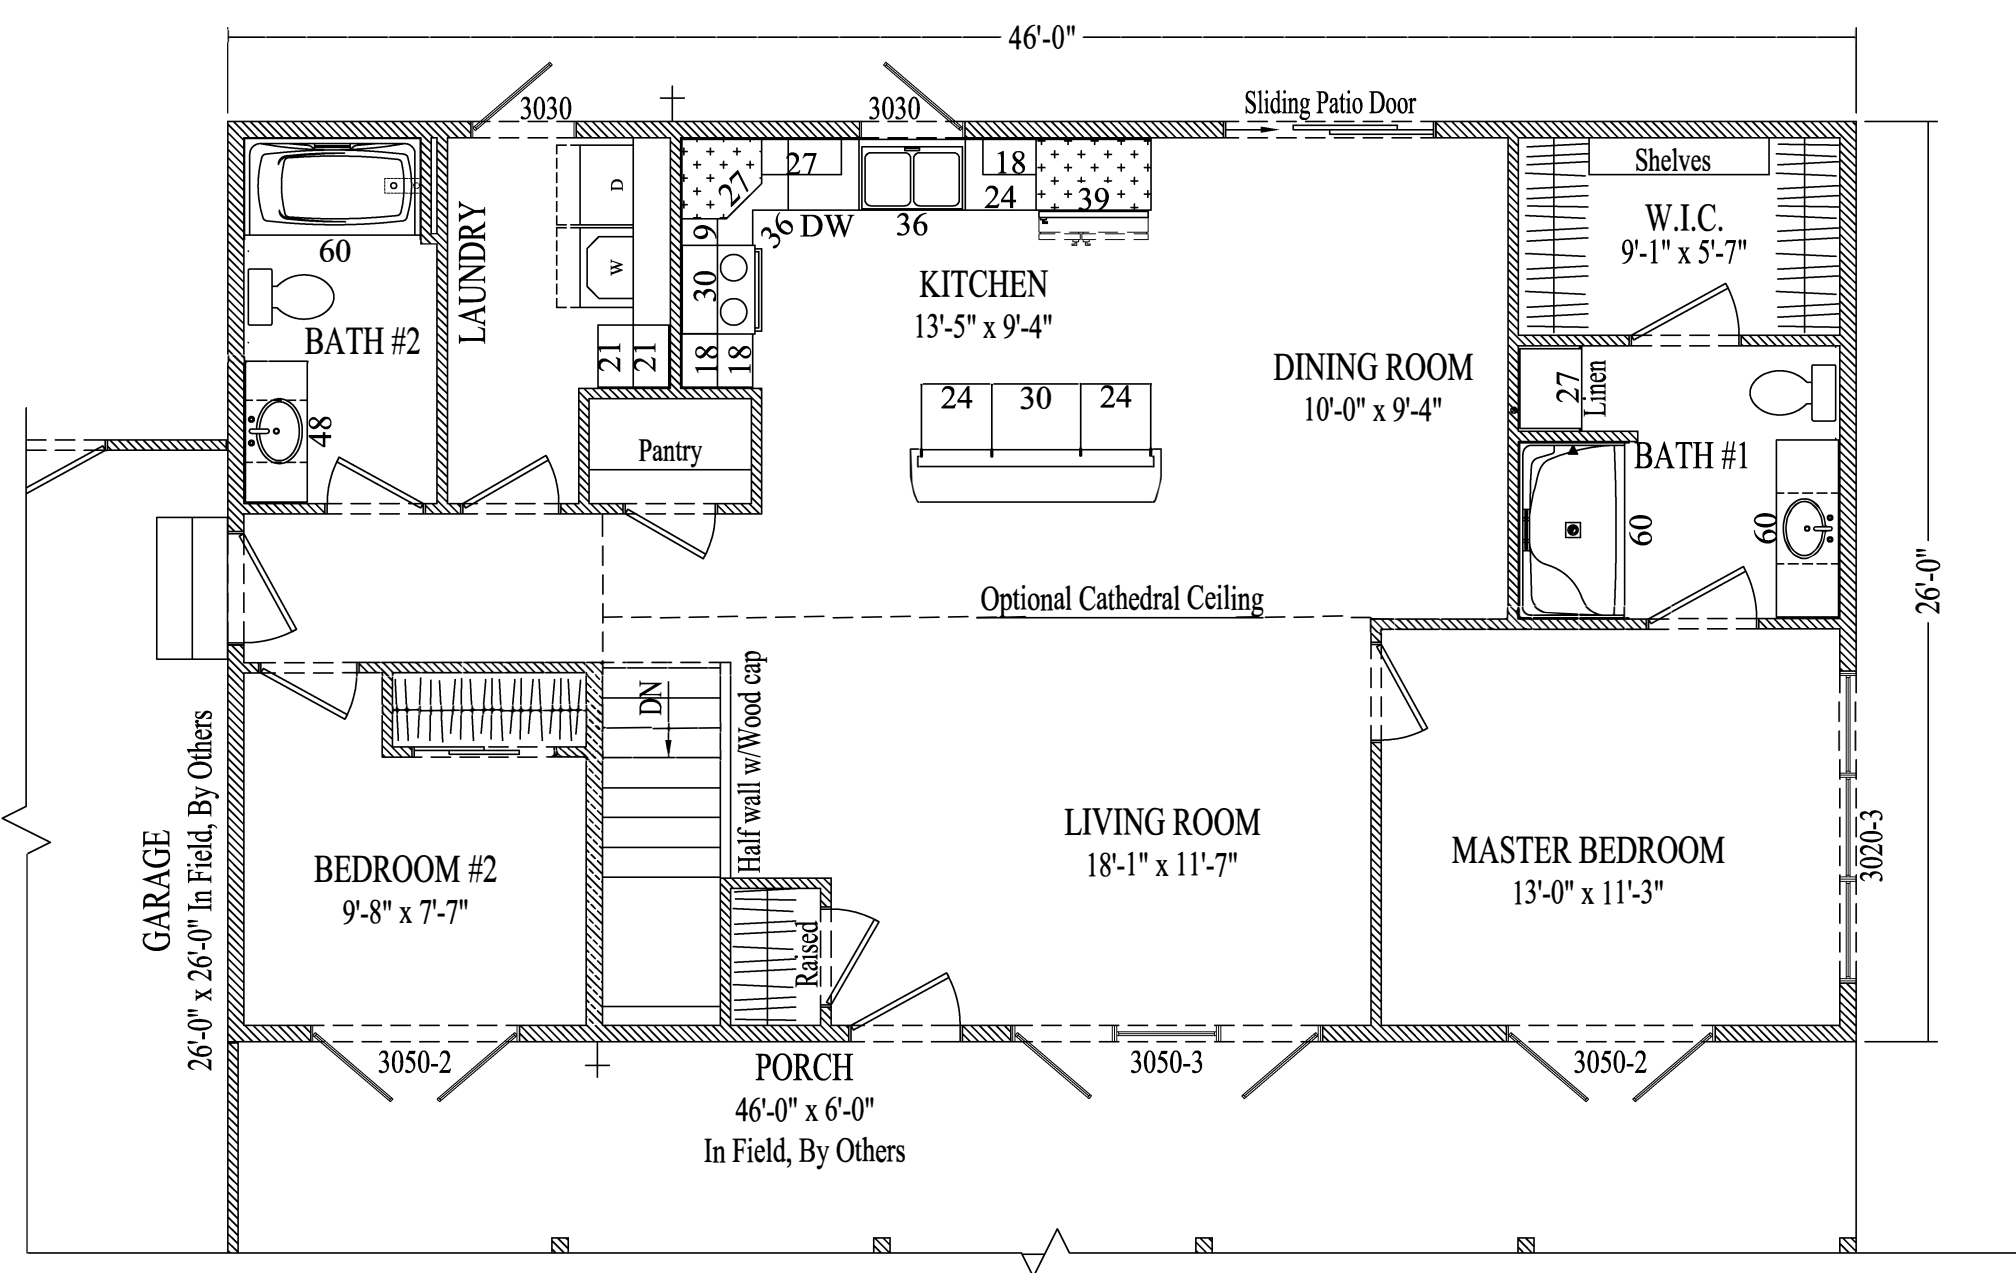 46'-0"
3030
3030
Sliding Patio Door
27
18
Shelves
27
24
39
D
60
9
36
DW
36
W.I.C.
9'-1" x 5'-7"
LAUNDRY
W
30
KITCHEN
13'-5" x 9'-4"
BATH #2
21
21
18
18
DINING ROOM
10'-0" x 9'-4"
27
Linen
24
30
24
48
Pantry
BATH #1
60
60
26'-0"
Optional Cathedral Ceiling
DN
Half wall w/Wood cap
GARAGE
26'-0" x 26'-0" In Field, By Others
LIVING ROOM
18'-1" x 11'-7"
MASTER BEDROOM
13'-0" x 11'-3"
3020-3
BEDROOM #2
9'-8" x 7'-7"
Raised
3050-2
PORCH
46'-0" x 6'-0"
In Field, By Others
3050-3
3050-2